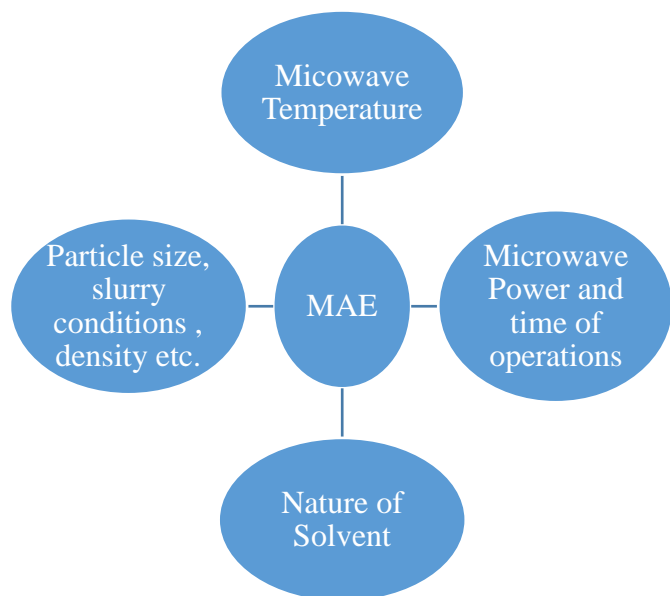 Micowave
Temperature
Particle size,
slurry
conditions ,
density etc.
MAE
Microwave
Power and
time of
operations
Nature of
Solvent